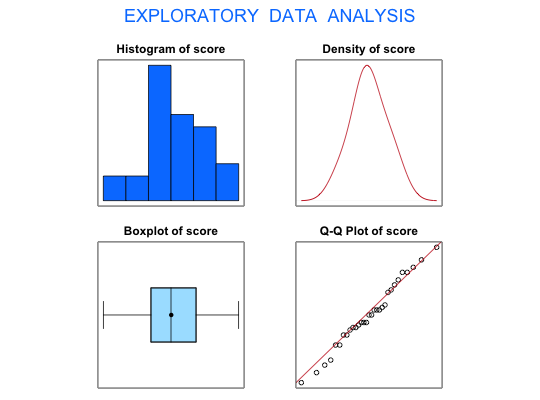 EXPLORATORY DATA ANALYSIS
Histogram of score
Density of score
Boxplot of score
Q-Q Plot of score